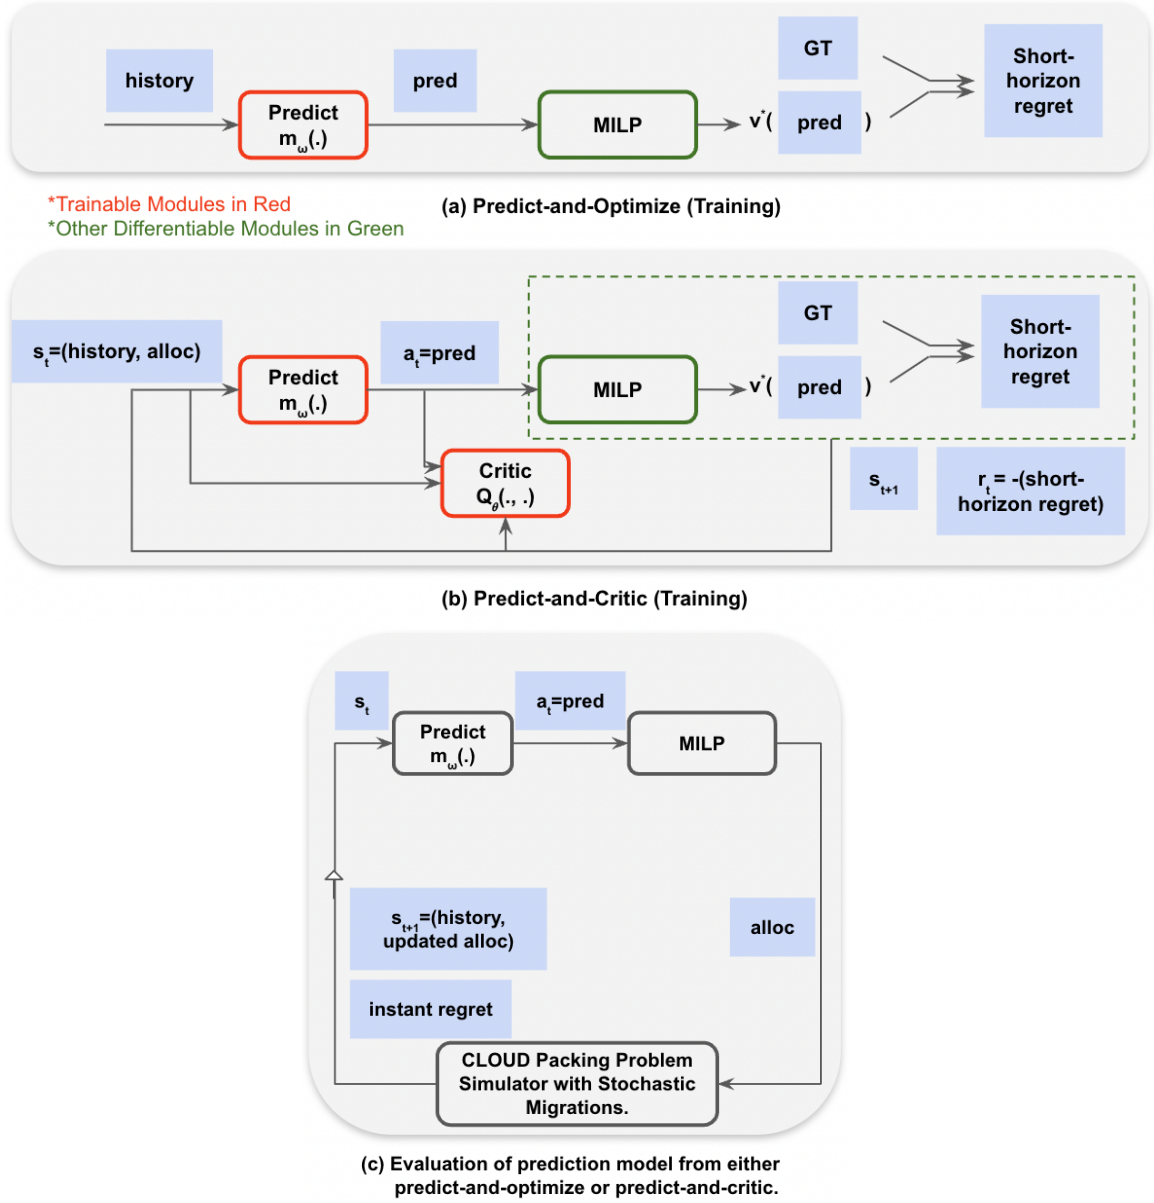 history
Predict
mω(.)
pred
MILP
v*( pred )
GT
Short-
horizon
regret
*Trainable Modules in Red
*Other Differentiable Modules in Green
(a) Predict-and-Optimize (Training)
st=(history, alloc)
Predict
mω(.)
at=pred
MILP
v*( pred )
GT
Short-
horizon
regret
Critic
Qθ(., .)
st+1
rt = -(short-
horizon regret)
(b) Predict-and-Critic (Training)
st
Predict
mω(.)
at=pred
MILP
st+1=(history,
updated alloc)
alloc
instant regret
CLOUD Packing Problem
Simulator with Stochastic
Migrations.
(c) Evaluation of prediction model from either
predict-and-optimize or predict-and-critic.